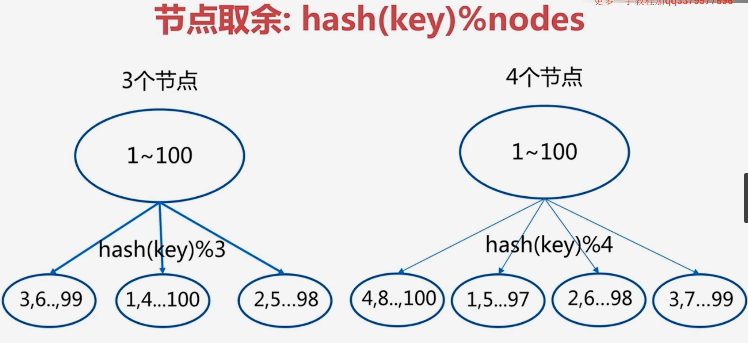 节点取余: hash(key)%nodes
3个节点
4个节点
1~100
1~100
hash(key)%3
hash(key)%4
3,6..,99
1,4...100
2,5...98
4,8..,100
1,5...97
2,6...98
3,7...99